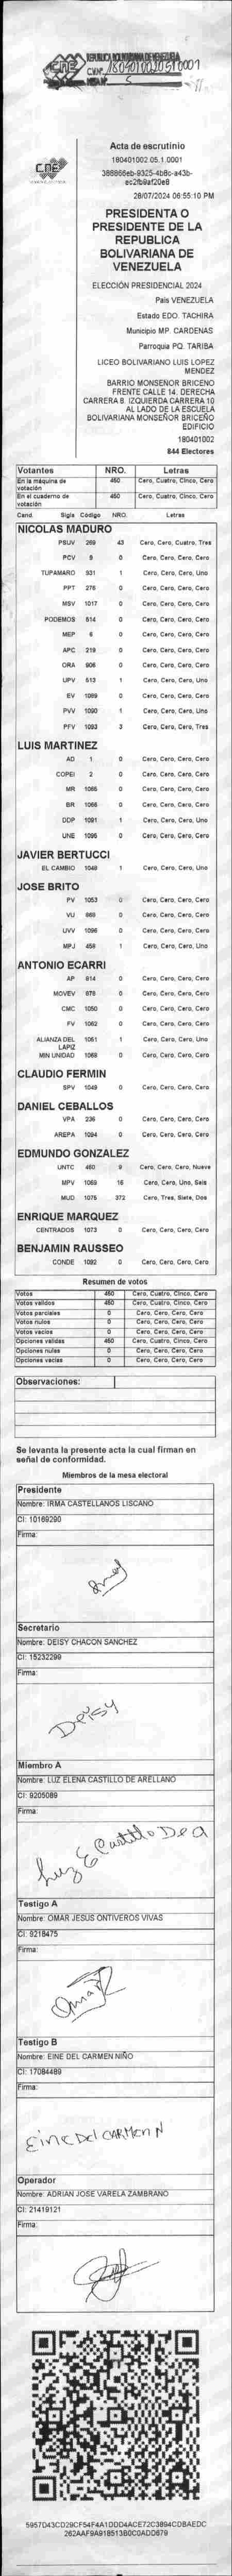 CNE
Acta de escrutinio
180401002.05.1.0001
28/07/2024 06:55:10 PM
PRESIDENTA O
PRESIDENTE DE LA
REPUBLICA
BOLIVARIANA DE
VENEZUELA
ELECCIÓN PRESIDENCIAL 2024
País VENEZUELA
Estado EDO. TACHIRA
Municipio MP. CARDENAS
Parroquia PQ. TARIBA
LICEO BOLIVARIANO LUIS LOPEZ
MENDEZ
BARRIO MONSEÑOR BRICEÑO
FRENTE CALLE 14. DERECHA
CARRERA 8. IZQUIERDA CARRERA 10
AL LADO DE LA ESCUELA
BOLIVARIANA MONSEÑOR BRICEÑO
EDIFICIO
180401002
844 Electores
Votantes NRO. Letras
En la máquina de votación 450 Cero, Cuatro, Cinco, Cero
En el cuaderno de votación 450 Cero, Cuatro, Cinco, Cero
Cand. Sigla Código NRO. Letras
NICOLAS MADURO
PSUV 269 43 Cero, Cero, Cuatro, Tres
PCV 9 0 Cero, Cero, Cero, Cero
TUPAMARO 331 1 Cero, Cero, Cero, Uno
PPT 276 0 Cero, Cero, Cero, Cero
MSV 1017 0 Cero, Cero, Cero, Cero
PODEMOS 514 0 Cero, Cero, Cero, Cero
MEP 6 0 Cero, Cero, Cero, Cero
APC 219 0 Cero, Cero, Cero, Cero
ORA 906 0 Cero, Cero, Cero, Cero
UPV 513 1 Cero, Cero, Cero, Uno
EV 1089 0 Cero, Cero, Cero, Cero
PVV 1090 1 Cero, Cero, Cero, Uno
PFV 1093 3 Cero, Cero, Cero, Tres
LUIS MARTINEZ
AD 1 0 Cero, Cero, Cero, Cero
COPEI 2 0 Cero, Cero, Cero, Cero
MR 1065 0 Cero, Cero, Cero, Cero
BR 1066 0 Cero, Cero, Cero, Cero
DDP 1091 1 Cero, Cero, Cero, Uno
UNE 1095 0 Cero, Cero, Cero, Cero
JAVIER BERTUCCI
EL CAMBIO 1048 1 Cero, Cero, Cero, Uno
JOSE BRITO
PV 1053 0 Cero, Cero, Cero, Cero
VU 868 0 Cero, Cero, Cero, Cero
UVV 1096 0 Cero, Cero, Cero, Cero
MPJ 458 1 Cero, Cero, Cero, Uno
ANTONIO ECARRI
AP 814 0 Cero, Cero, Cero, Cero
MOVEV 978 0 Cero, Cero, Cero, Cero
CMC 1050 0 Cero, Cero, Cero, Cero
FV 1062 0 Cero, Cero, Cero, Cero
ALIANZA DEL LAPIZ 1051 1 Cero, Cero, Cero, Uno
MIN UNIDAD 1068 0 Cero, Cero, Cero, Cero
CLAUDIO FERMIN
SPV 1049 0 Cero, Cero, Cero, Cero
DANIEL CEBALLOS
VPA 236 0 Cero, Cero, Cero, Cero
AREPA 1094 0 Cero, Cero, Cero, Cero
EDMUNDO GONZALEZ
UNTC 460 9 Cero, Cero, Cero, Nueve
MPV 1069 16 Cero, Cero, Uno, Seis
MUD 1076 372 Cero, Tres, Siete, Dos
ENRIQUE MARQUEZ
CENTRADOS 1073 0 Cero, Cero, Cero, Cero
BENJAMIN RAUSSEO
CONDE 1092 0 Cero, Cero, Cero, Cero
Resumen de votos
Votos 450 Cero, Cuatro, Cinco, Cero
Votos válidos 450 Cero, Cuatro, Cinco, Cero
Votos parciales 0 Cero, Cero, Cero, Cero
Votos nulos 0 Cero, Cero, Cero, Cero
Votos vacíos 0 Cero, Cero, Cero, Cero
Opciones válidas 450 Cero, Cuatro, Cinco, Cero
Opciones nulas 0 Cero, Cero, Cero, Cero
Opciones vacías 0 Cero, Cero, Cero, Cero
Observaciones:
Se levanta la presente acta la cual firman en
señal de conformidad.
Miembros de la mesa electoral
Presidente
Nombre: IRMA CASTELLANOS LISCANO
CI: 10169290
Firma:
Secretario
Nombre: DEISY CHACON SANCHEZ
CI: 15232299
Firma:
Deisy
Miembro A
Nombre: LUZ ELENA CASTILLO DE ARELLANO
CI: 9205089
Firma:
Luz E Castillo De A
Testigo A
Nombre: OMAR JESUS ONTIVEROS VIVAS
CI: 9218475
Firma:
Omar
Testigo B
Nombre: EINE DEL CARMEN NIÑO
CI: 17084489
Firma:
Eine Del CARMEN N
Operador
Nombre: ADRIAN JOSE VARELA ZAMBRANO
CI: 21419121
Firma:
5957D43CD29CF54F4A10DD4ACE72C3894CDBAEDC
262AAF9A918513B0C0ADD679